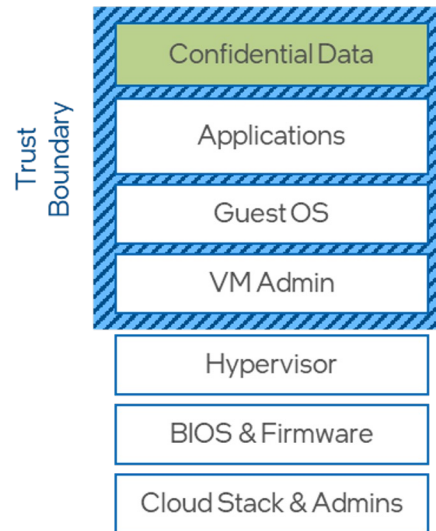 Trust
Boundary
Confidential Data
Applications
Guest OS
VM Admin
Hypervisor
BIOS & Firmware
Cloud Stack & Admins